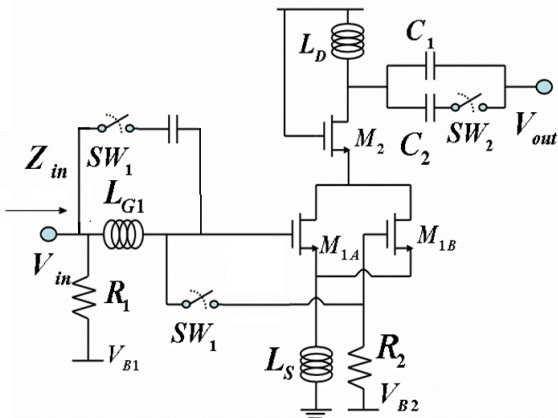 L_D
C_1
C_2
SW_2
V_out
M_2
SW_1
Z_in
L_G1
M_1A
M_1B
V_in
R_1
SW_1
V_B1
L_S
R_2
V_B2